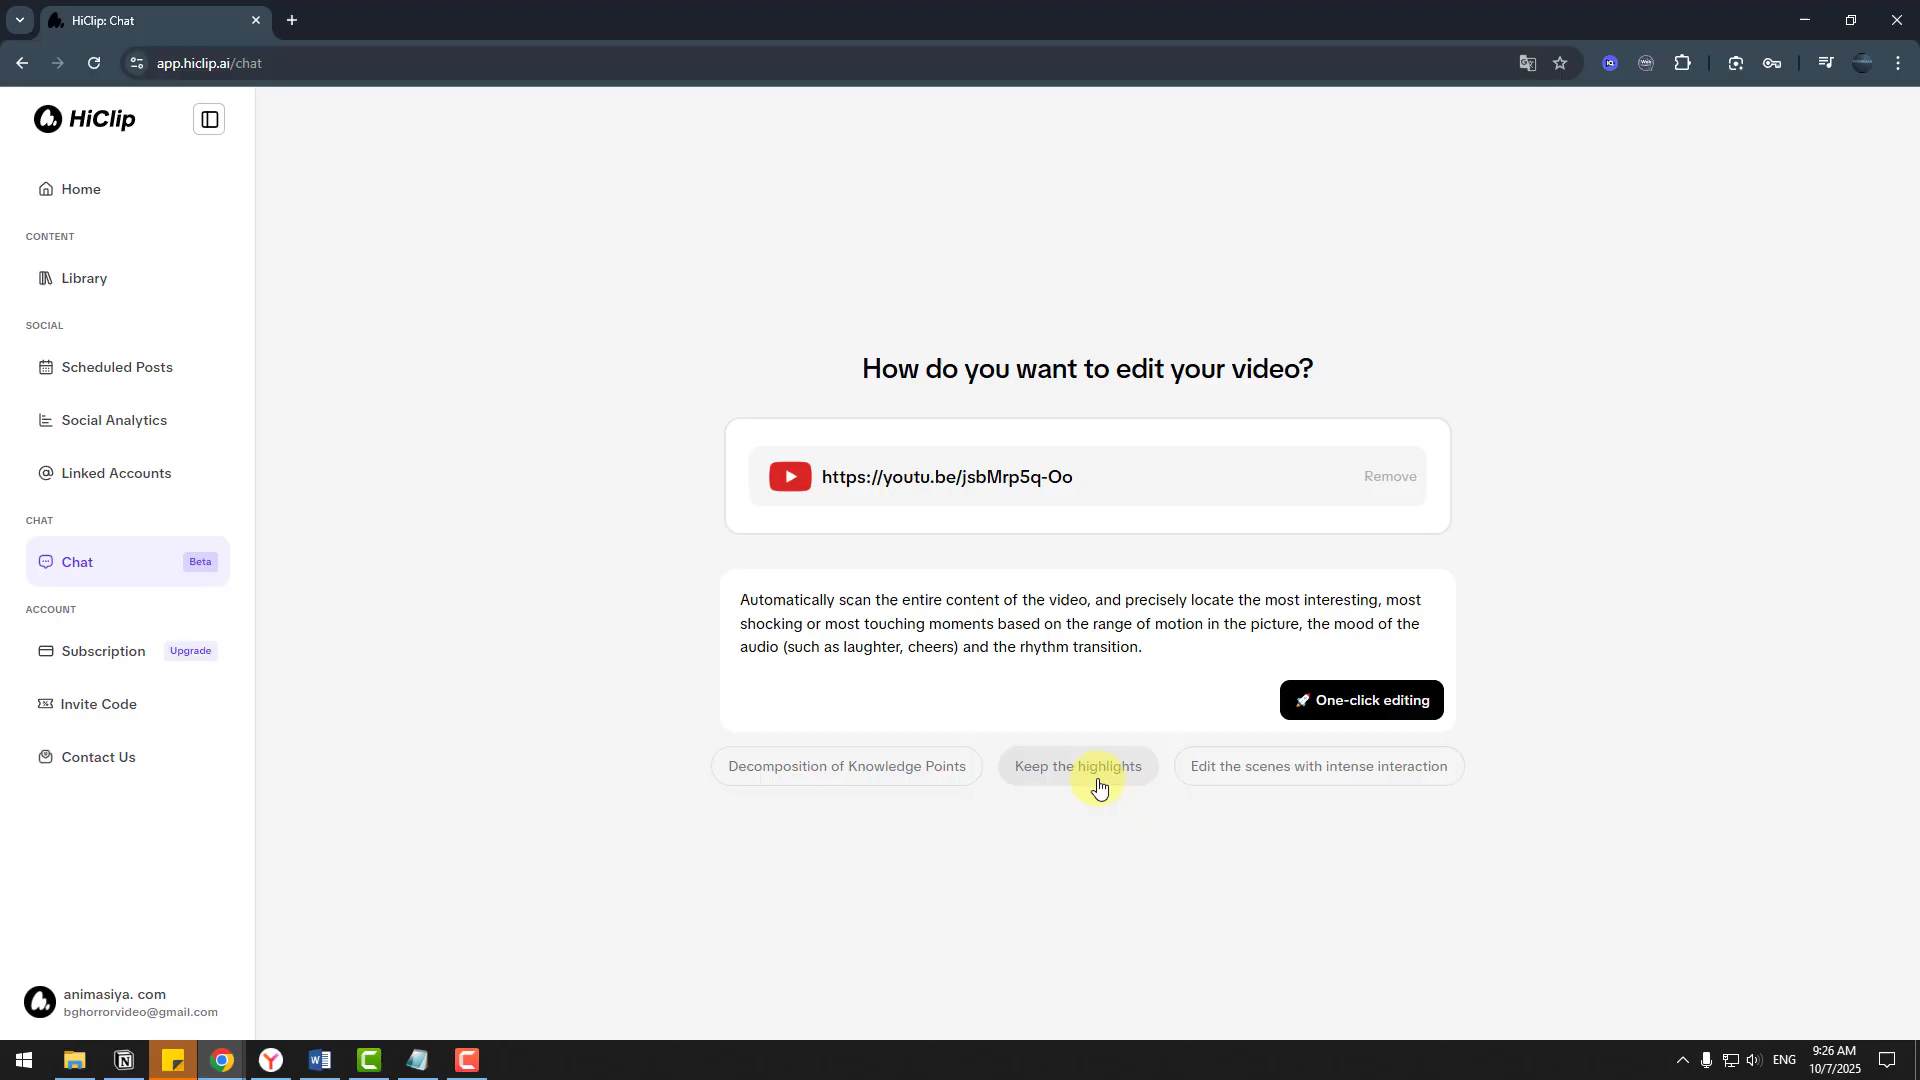 HiClip: Chat
app.hiclip.ai/chat
HiClip
Home
CONTENT
Library
SOCIAL
Scheduled Posts
Social Analytics
Linked Accounts
CHAT
Chat
Beta
ACCOUNT
Subscription
Upgrade
Invite Code
Contact Us
animasiya. com
bghorrorvideo@gmail.com
How do you want to edit your video?
https://youtu.be/jsbMrp5q-Oo
Remove
Automatically scan the entire content of the video, and precisely locate the most interesting, most
shocking or most touching moments based on the range of motion in the picture, the mood of the
audio (such as laughter, cheers) and the rhythm transition.
🚀 One-click editing
Decomposition of Knowledge Points
Keep the highlights
Edit the scenes with intense interaction
ENG
9:26 AM
10/7/2025